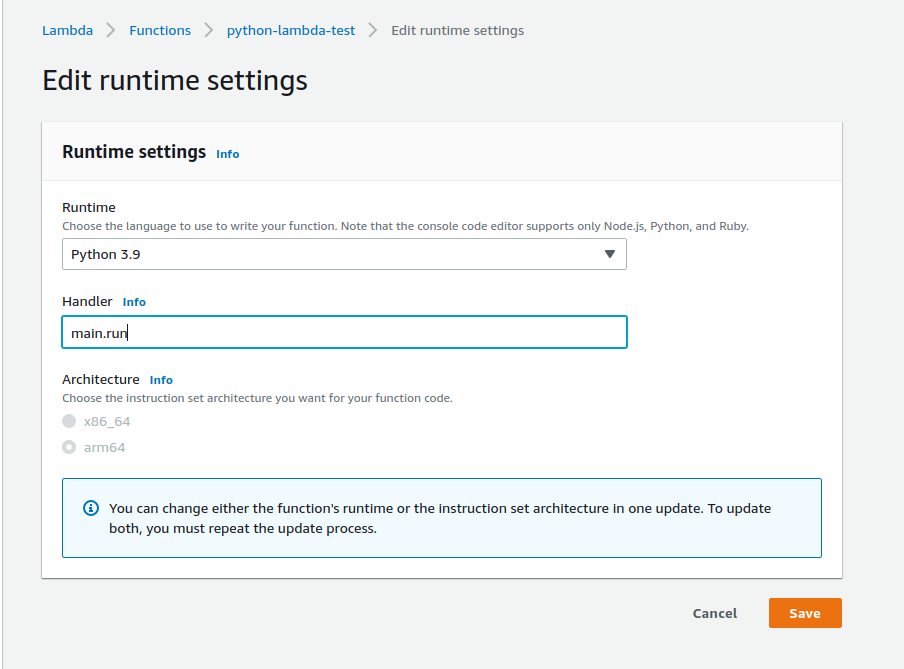 Lambda > Functions > python-lambda-test > Edit runtime settings
Edit runtime settings
Runtime settings Info
Runtime
Choose the language to use to write your function. Note that the console code editor supports only Node.js, Python, and Ruby.
Python 3.9
Handler Info
main.run
Architecture Info
Choose the instruction set architecture you want for your function code.
x86_64
arm64
You can change either the function's runtime or the instruction set architecture in one update. To update
both, you must repeat the update process.
Cancel Save